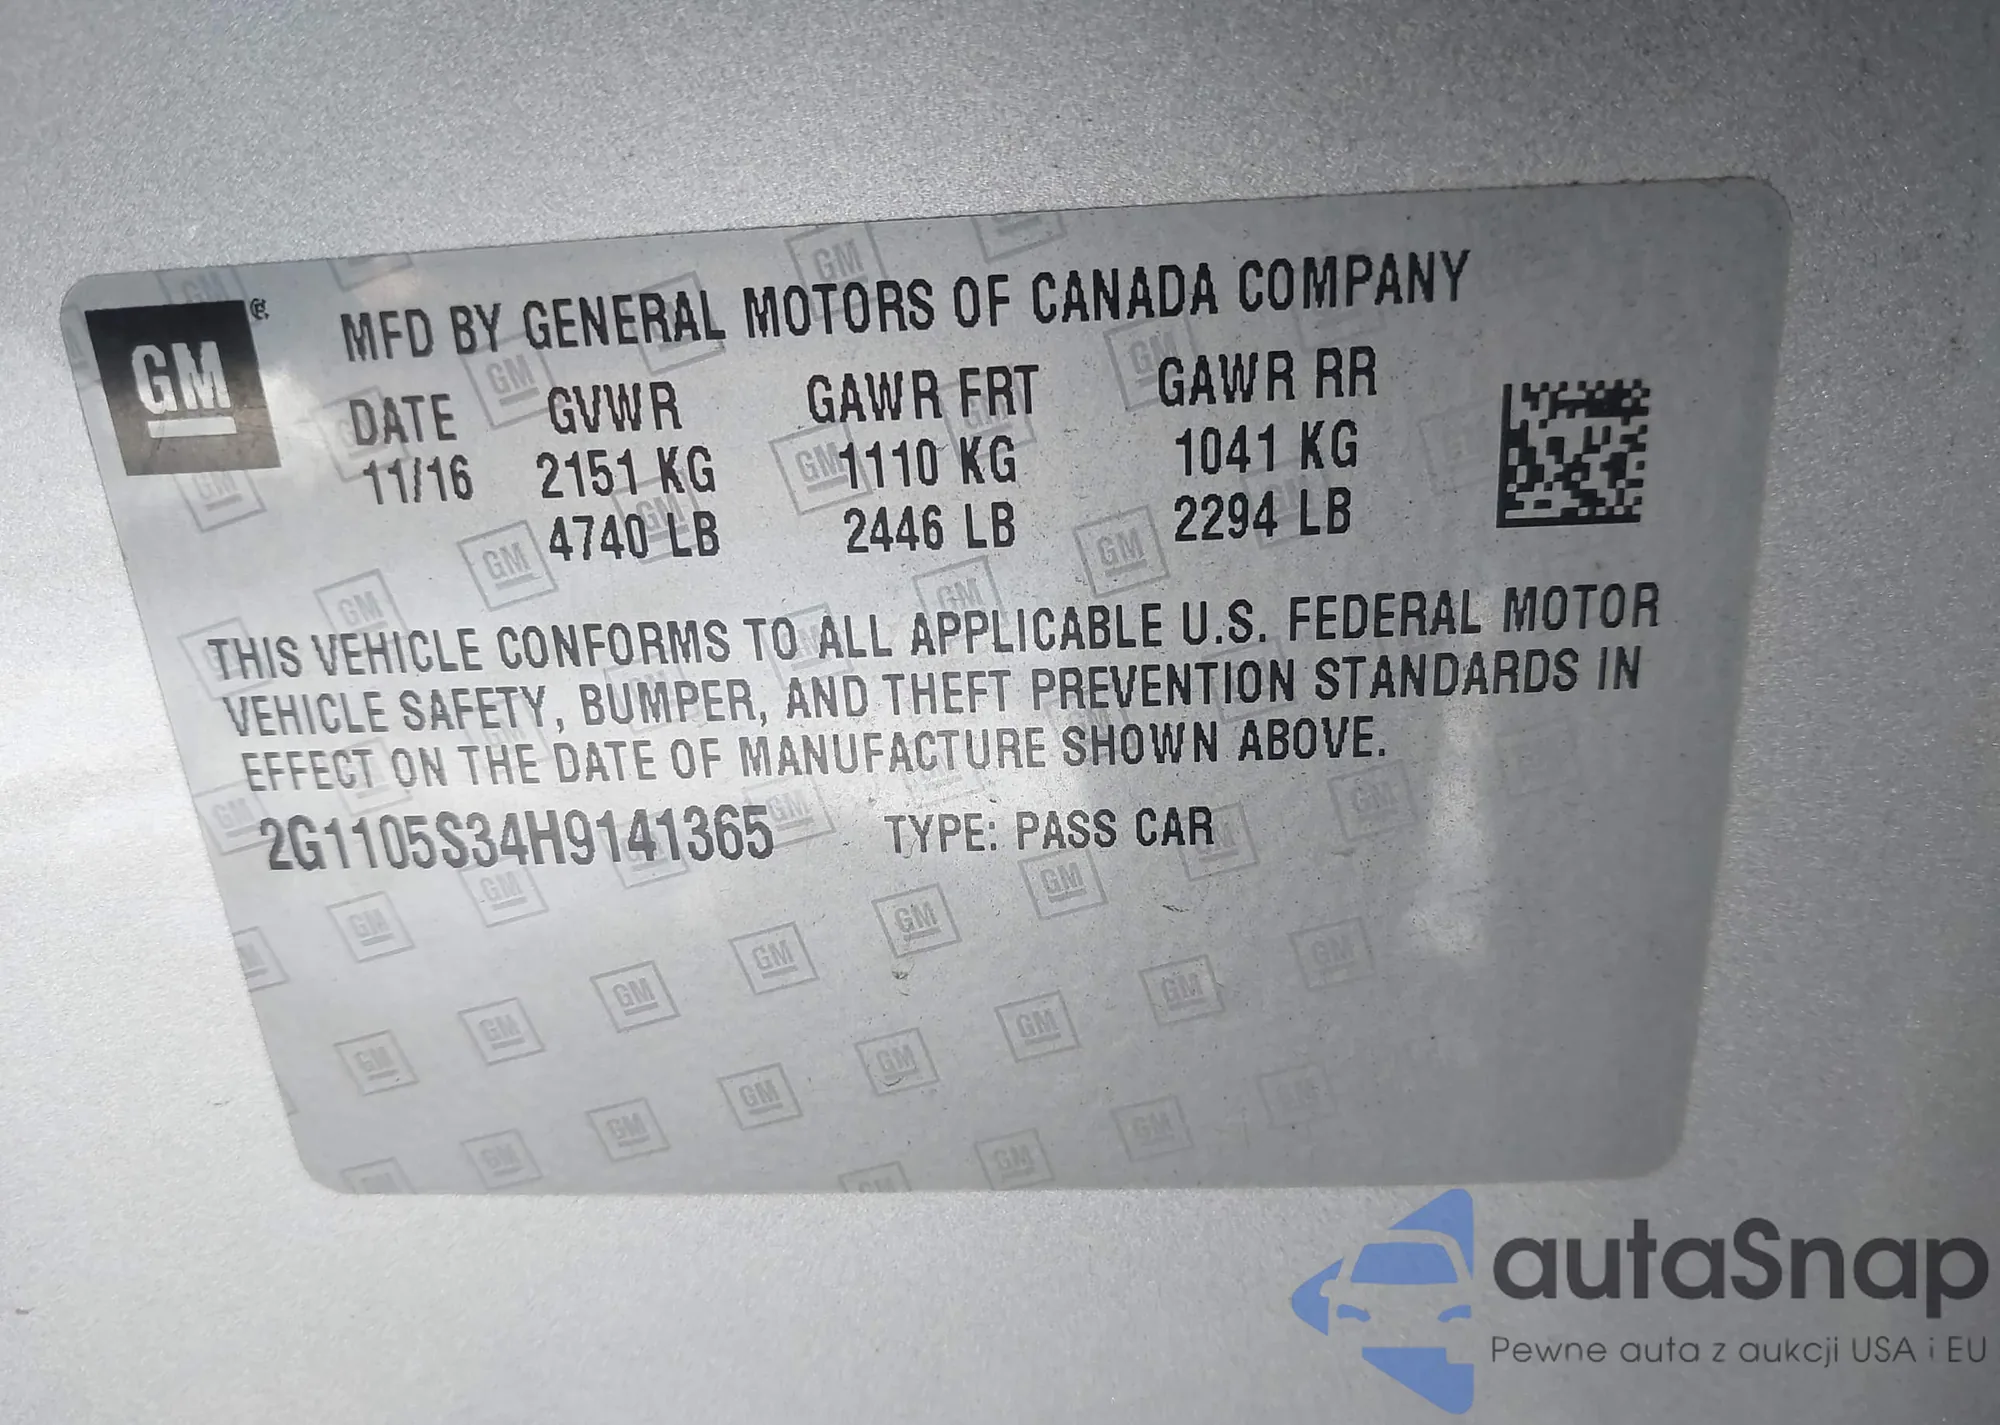 GM
MFD BY GENERAL MOTORS OF CANADA COMPANY
DATE GVWR GAWR FRT GAWR RR
11/16 2151 KG 1110 KG 1041 KG
4740 LB 2446 LB 2294 LB
THIS VEHICLE CONFORMS TO ALL APPLICABLE U.S. FEDERAL MOTOR
VEHICLE SAFETY, BUMPER, AND THEFT PREVENTION STANDARDS IN
EFFECT ON THE DATE OF MANUFACTURE SHOWN ABOVE.
2G1105S34H9141365 TYPE: PASS CAR
autaSnap
Pewne auta z aukcji USA i EU